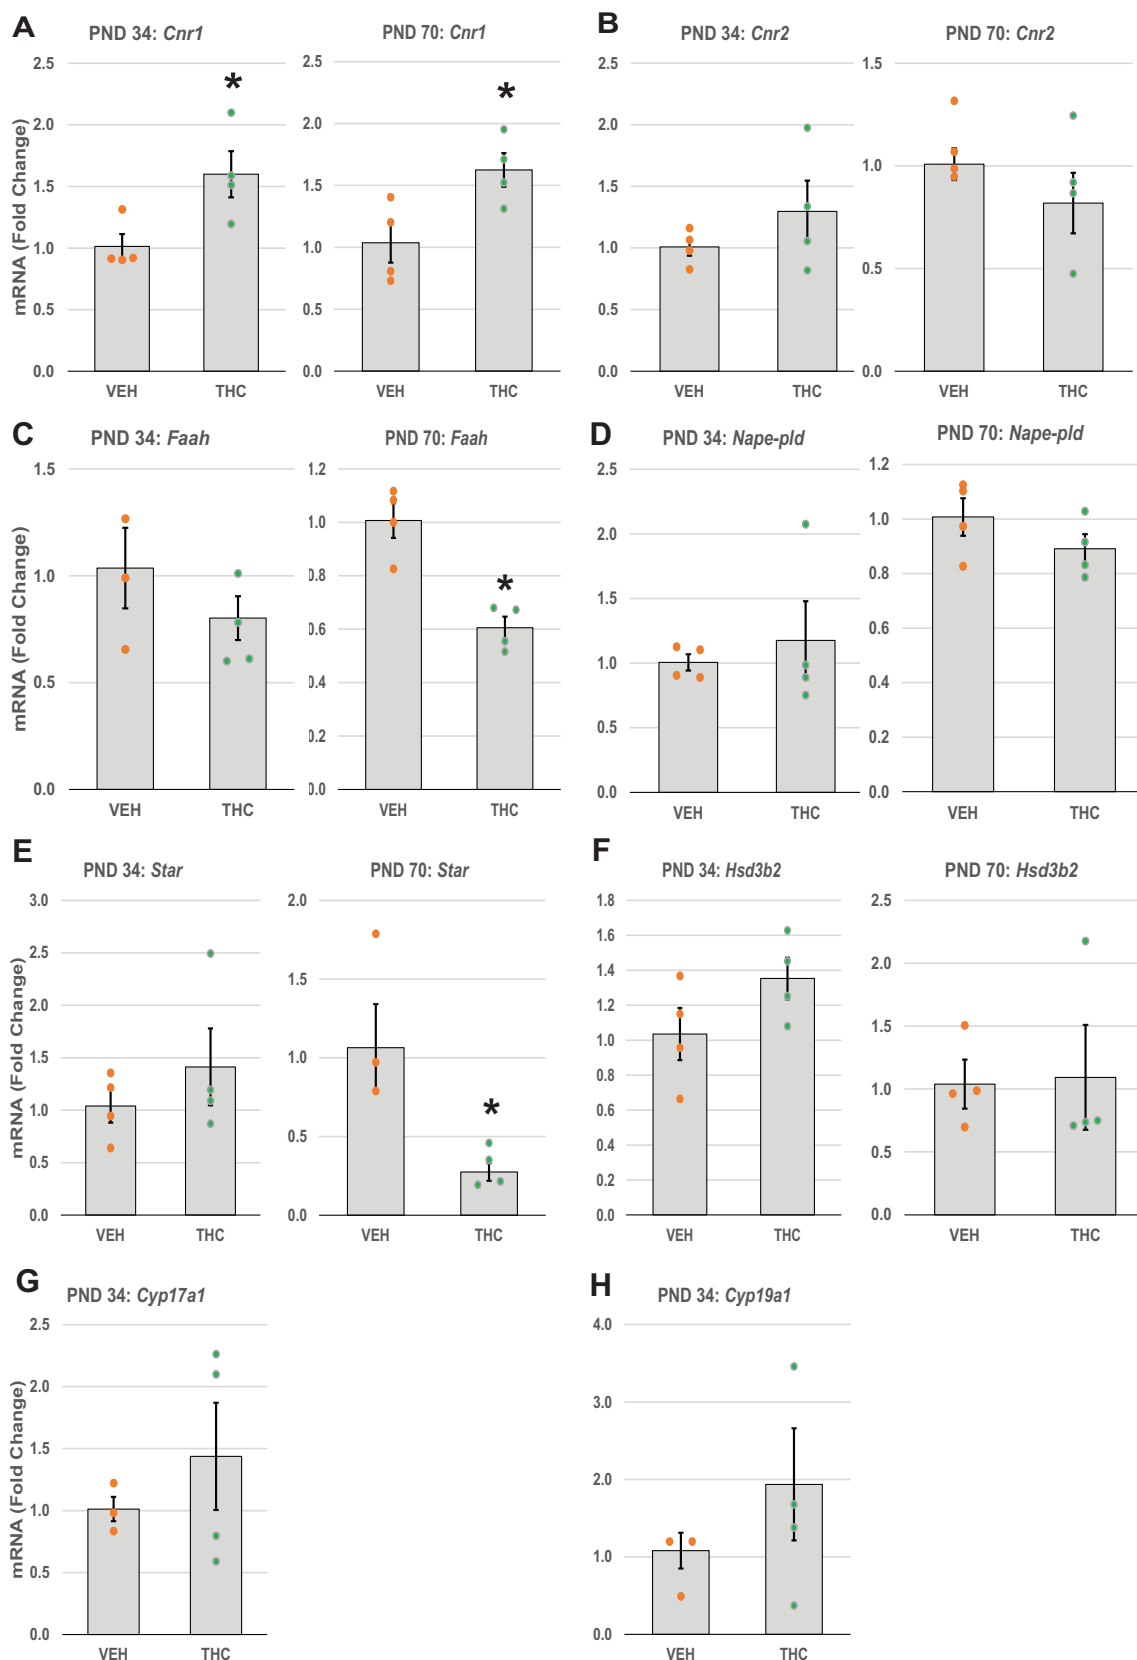 A
PND 34: Cnr1
PND 70: Cnr1
B
PND 34: Cnr2
PND 70: Cnr2
mRNA (Fold Change)
2.5
2.0
1.5
1.0
0.5
0.0
*
VEH
THC
2.5
2.0
1.5
1.0
0.5
0.0
*
VEH
THC
2.5
2.0
1.5
1.0
0.5
0.0
VEH
THC
1.5
1.0
0.5
0.0
VEH
THC
C
PND 34: Faah
PND 70: Faah
D
PND 34: Nape-pld
PND 70: Nape-pld
mRNA (Fold Change)
1.5
1.0
0.5
0.0
VEH
THC
1.2
1.0
0.8
0.6
0.4
0.2
0.0
*
VEH
THC
2.5
2.0
1.5
1.0
0.5
0.0
VEH
THC
1.2
1.0
0.8
0.6
0.4
0.2
0.0
VEH
THC
E
PND 34: Star
PND 70: Star
F
PND 34: Hsd3b2
PND 70: Hsd3b2
mRNA (Fold Change)
3.0
2.5
2.0
1.5
1.0
0.5
0.0
VEH
THC
2.0
1.5
1.0
0.5
0.0
*
VEH
THC
1.8
1.6
1.4
1.2
1.0
0.8
0.6
0.4
0.2
0.0
VEH
THC
2.5
2.0
1.5
1.0
0.5
0.0
VEH
THC
G
PND 34: Cyp17a1
H
PND 34: Cyp19a1
mRNA (Fold Change)
2.5
2.0
1.5
1.0
0.5
0.0
VEH
THC
4.0
3.0
2.0
1.0
0.0
VEH
THC